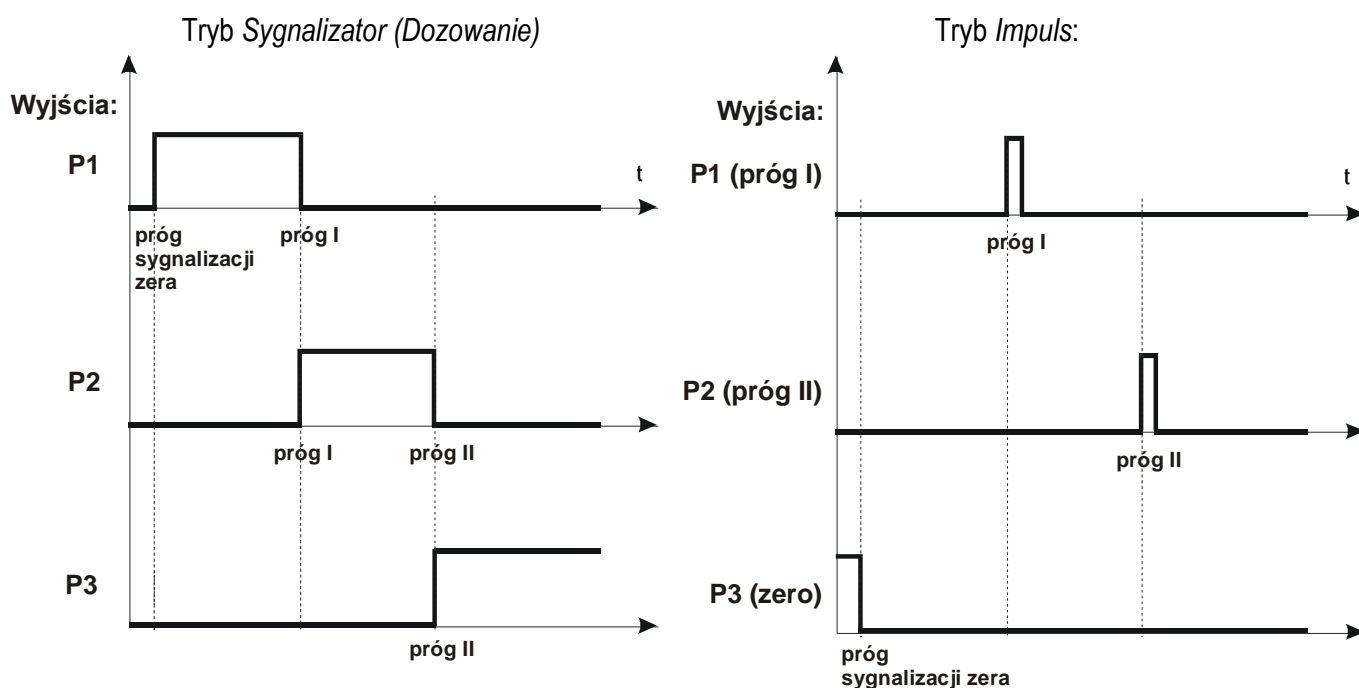 Tryb Sygnalizator (Dozowanie)
Wyjścia:
P1
t
próg
sygnalizacji
zera
próg I
P2
próg I
próg II
P3
próg II
Tryb Impuls:
Wyjścia:
P1 (próg I)
t
próg I
P2 (próg II)
próg II
P3 (zero)
próg
sygnalizacji zera